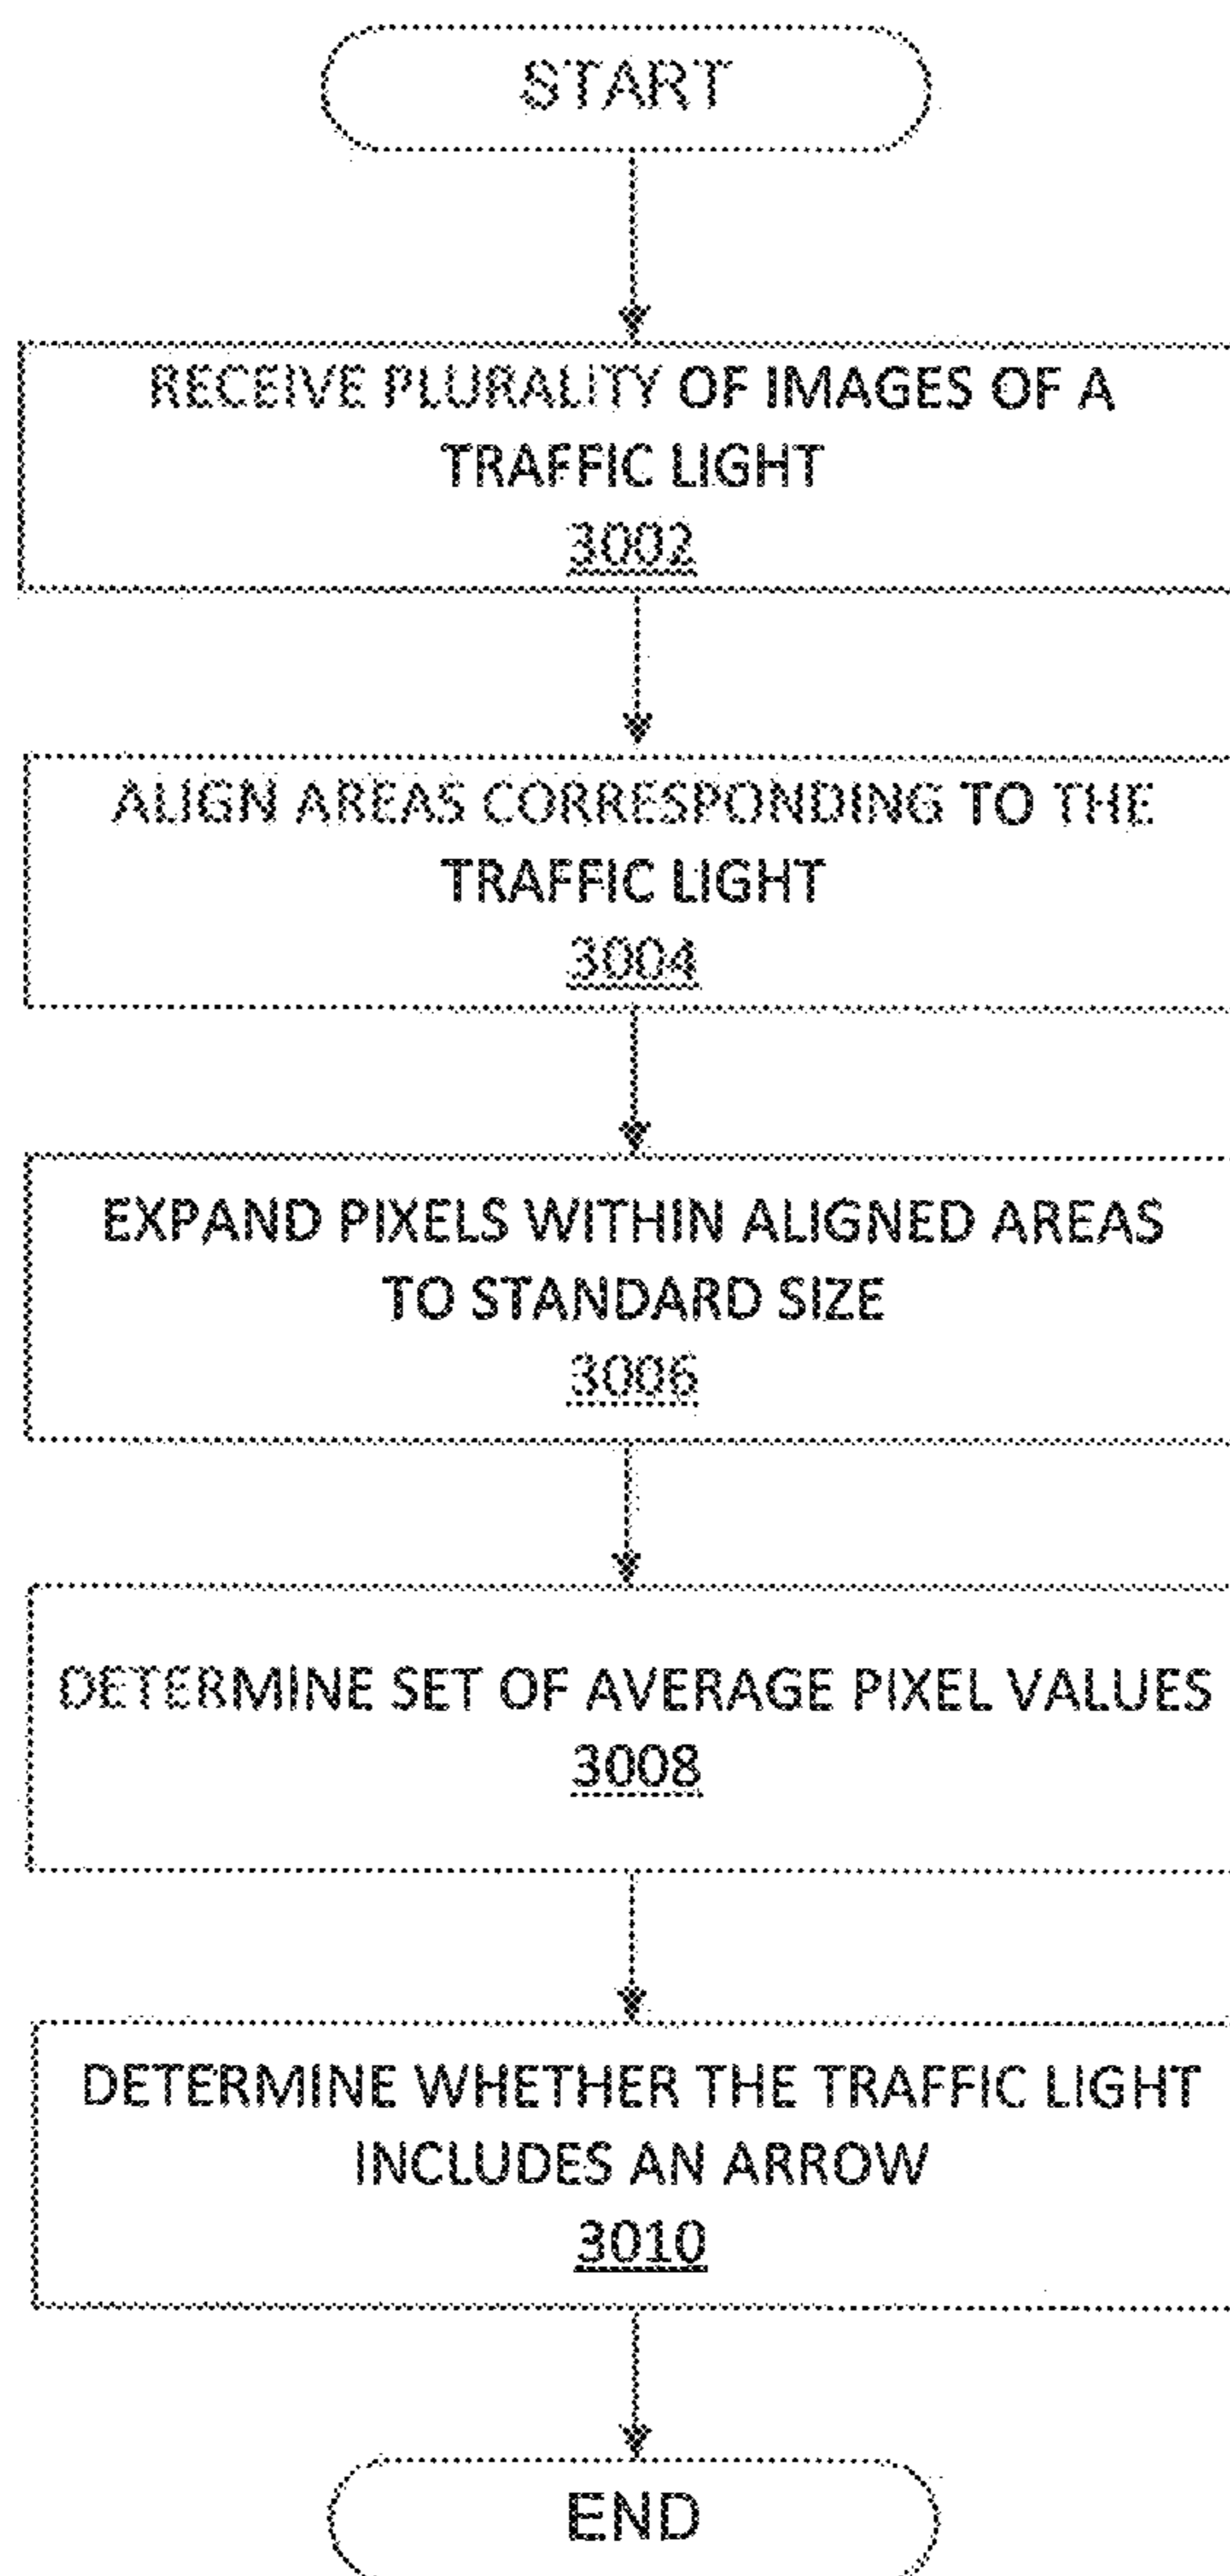 START
RECEIVE PLURALITY OF IMAGES OF A
TRAFFIC LIGHT
3002
ALIGN AREAS CORRESPONDING TO THE
TRAFFIC LIGHT
3004
EXPAND PIXELS WITHIN ALIGNED AREAS
TO STANDARD SIZE
3006
DETERMINE SET OF AVERAGE PIXEL VALUES
3008
DETERMINE WHETHER THE TRAFFIC LIGHT
INCLUDES AN ARROW
3010
END